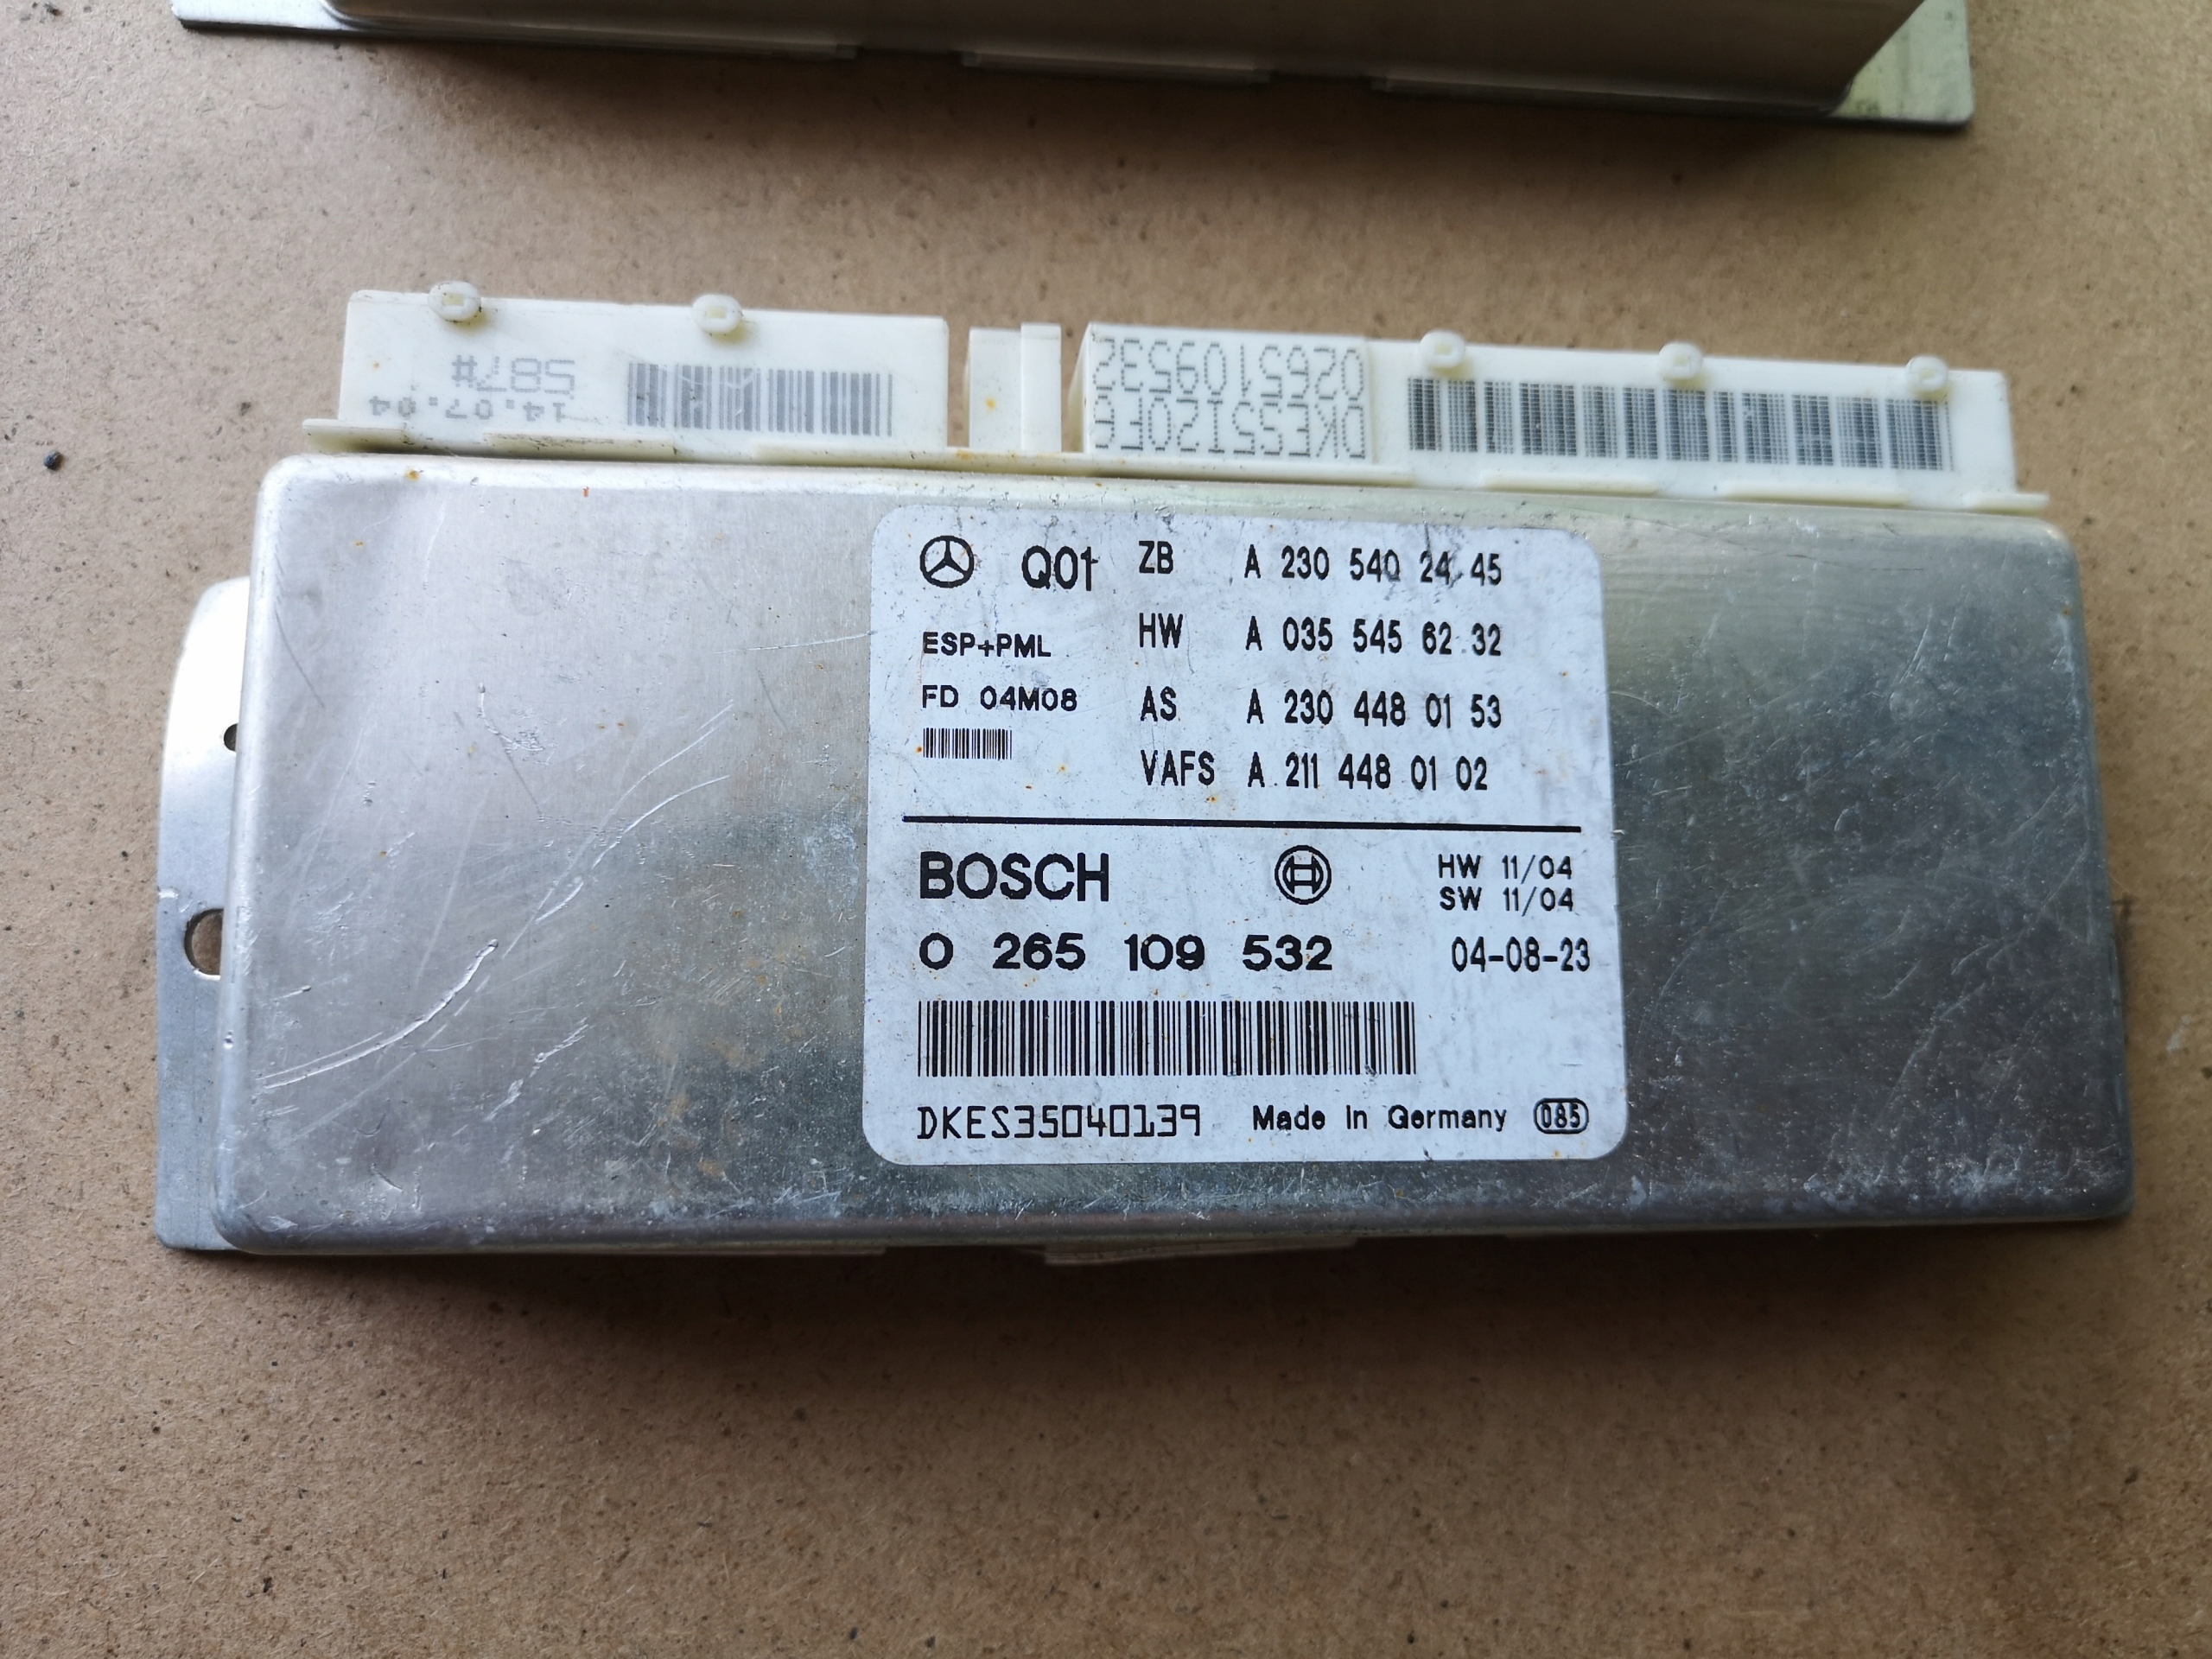 587#
14.07.04
0265109532
Q01 ZB A 230 540 24 45
ESP+PML HW A 035 545 62 32
FD 04M08 AS A 230 448 01 53
VAFS A 211 448 01 02
BOSCH HW 11/04
SW 11/04
0 265 109 532 04-08-23
DKES35040139 Made in Germany 085